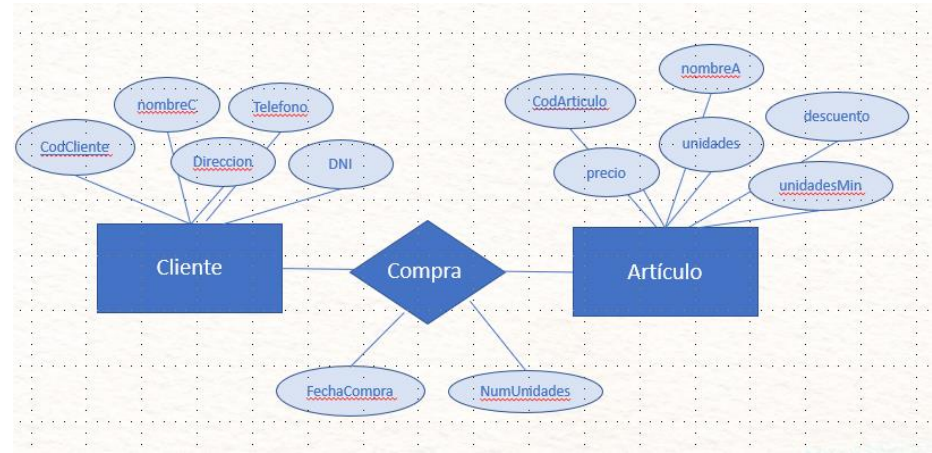 nombreA
nombreC
Telefono
CodArticulo
descuento
CodCliente
Direccion
DNI
unidades
precio
unidadesMin
Cliente
Compra
Artículo
FechaCompra
NumUnidades